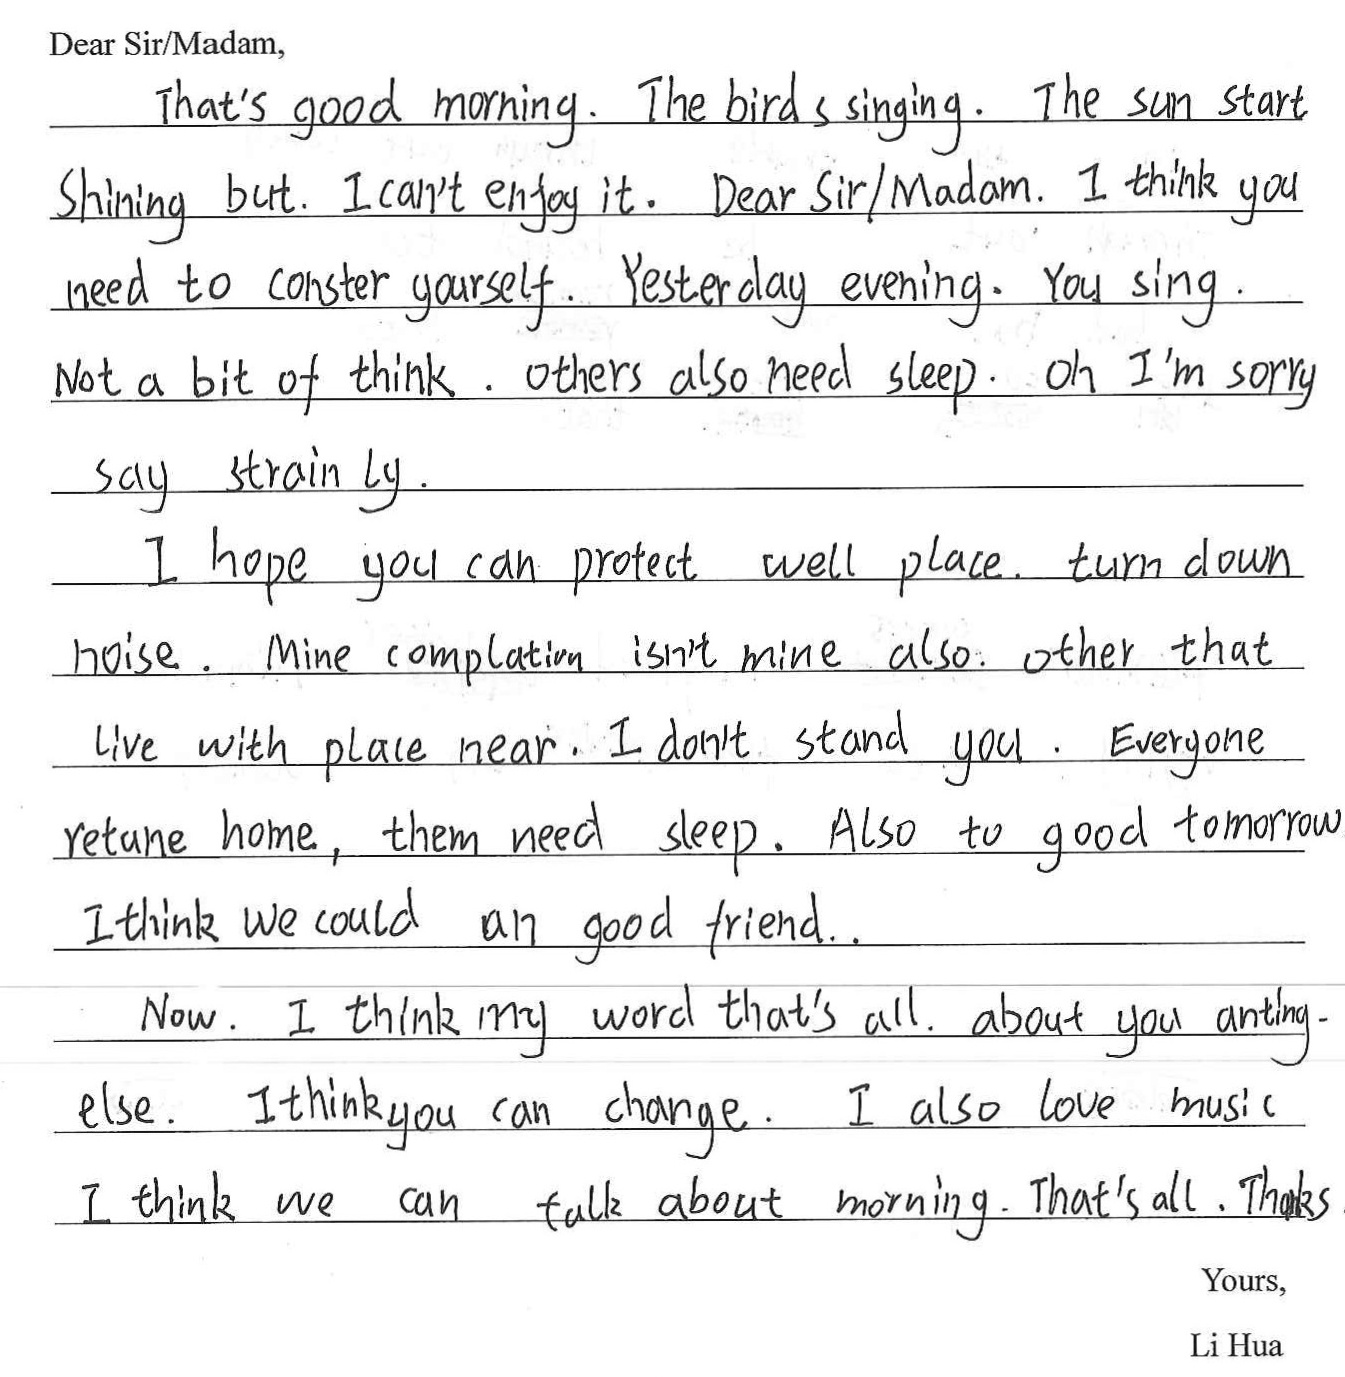 Dear Sir/Madam,
That's good morning. The birds singing. The sun start
Shining but. I can't enjoy it. Dear Sir/Madam. I think you
need to conster yourself. Yesterday evening. You sing.
Not a bit of think. others also need sleep. Oh I'm sorry
say strainly.
I hope you can protect well place. turn down
noise. Mine complation isn't mine also. other that
live with place near. I don't stand you. Everyone
retune home, them need sleep. Also to good tomorrow
I think we could an good friend..
Now. I think my word that's all. about you anting-
else. I think you can change. I also love music
I think we can talk about morning. That's all. Thanks.
Yours,
Li Hua